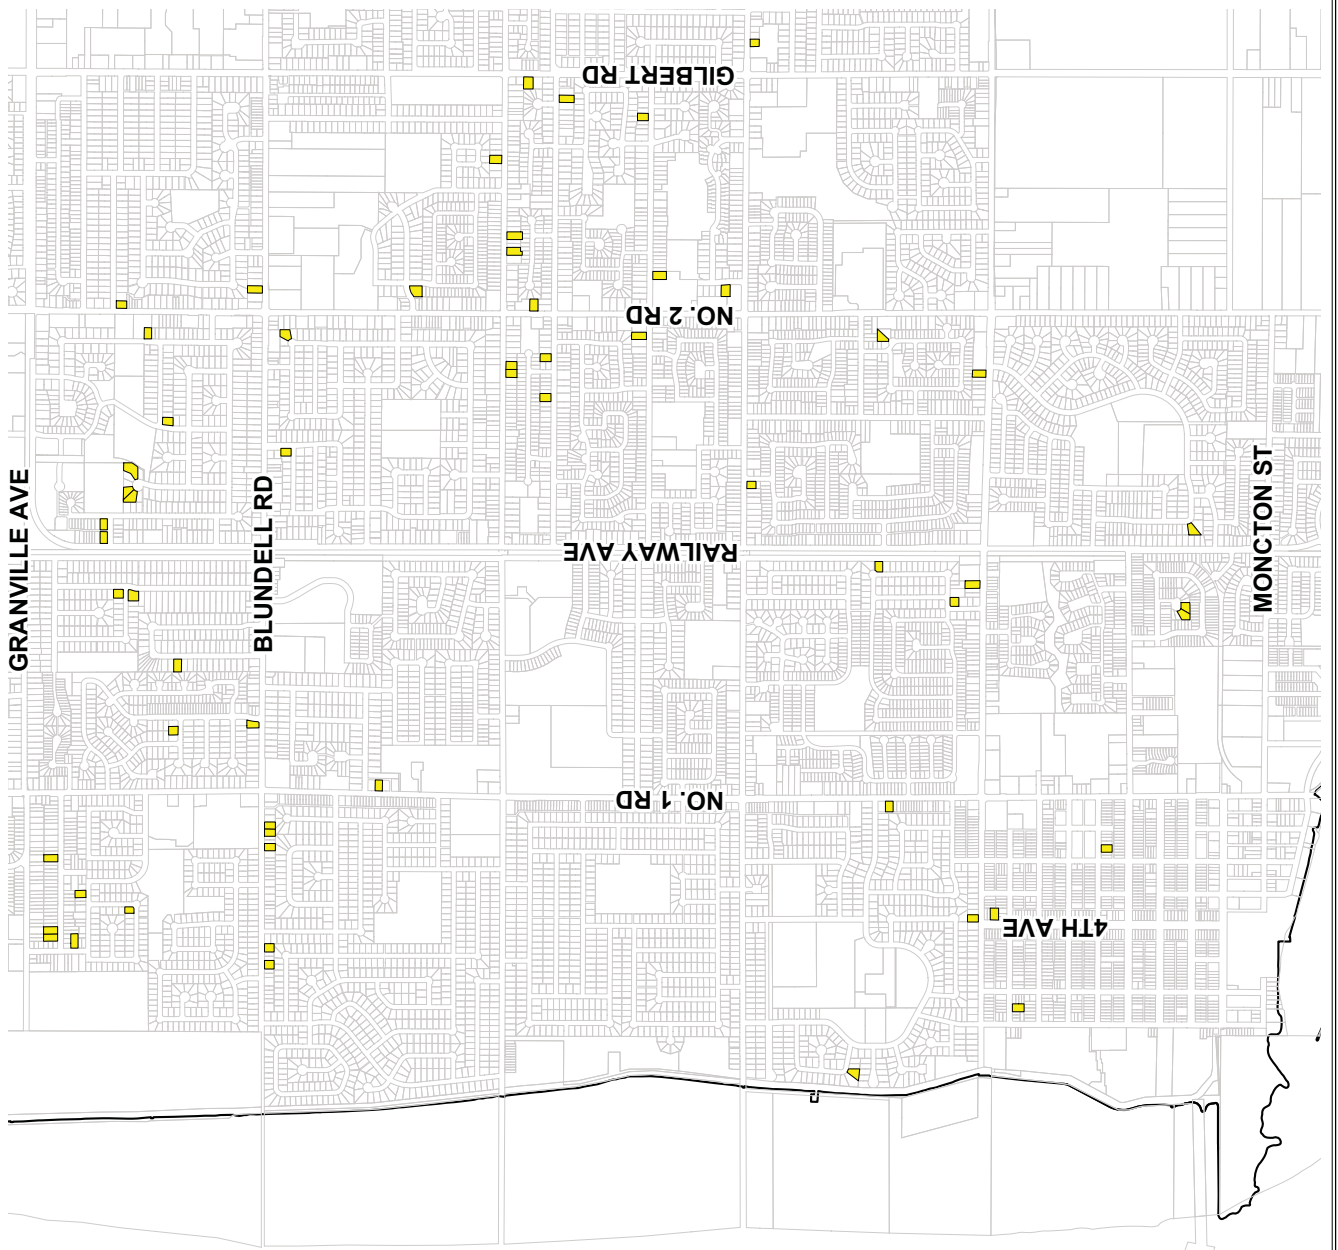 GILBERT RD
NO. 2 RD
GRANVILLE AVE
BLUNDELL RD
MONCTON ST
RAILWAY AVE
NO. 1 RD
4TH AVE